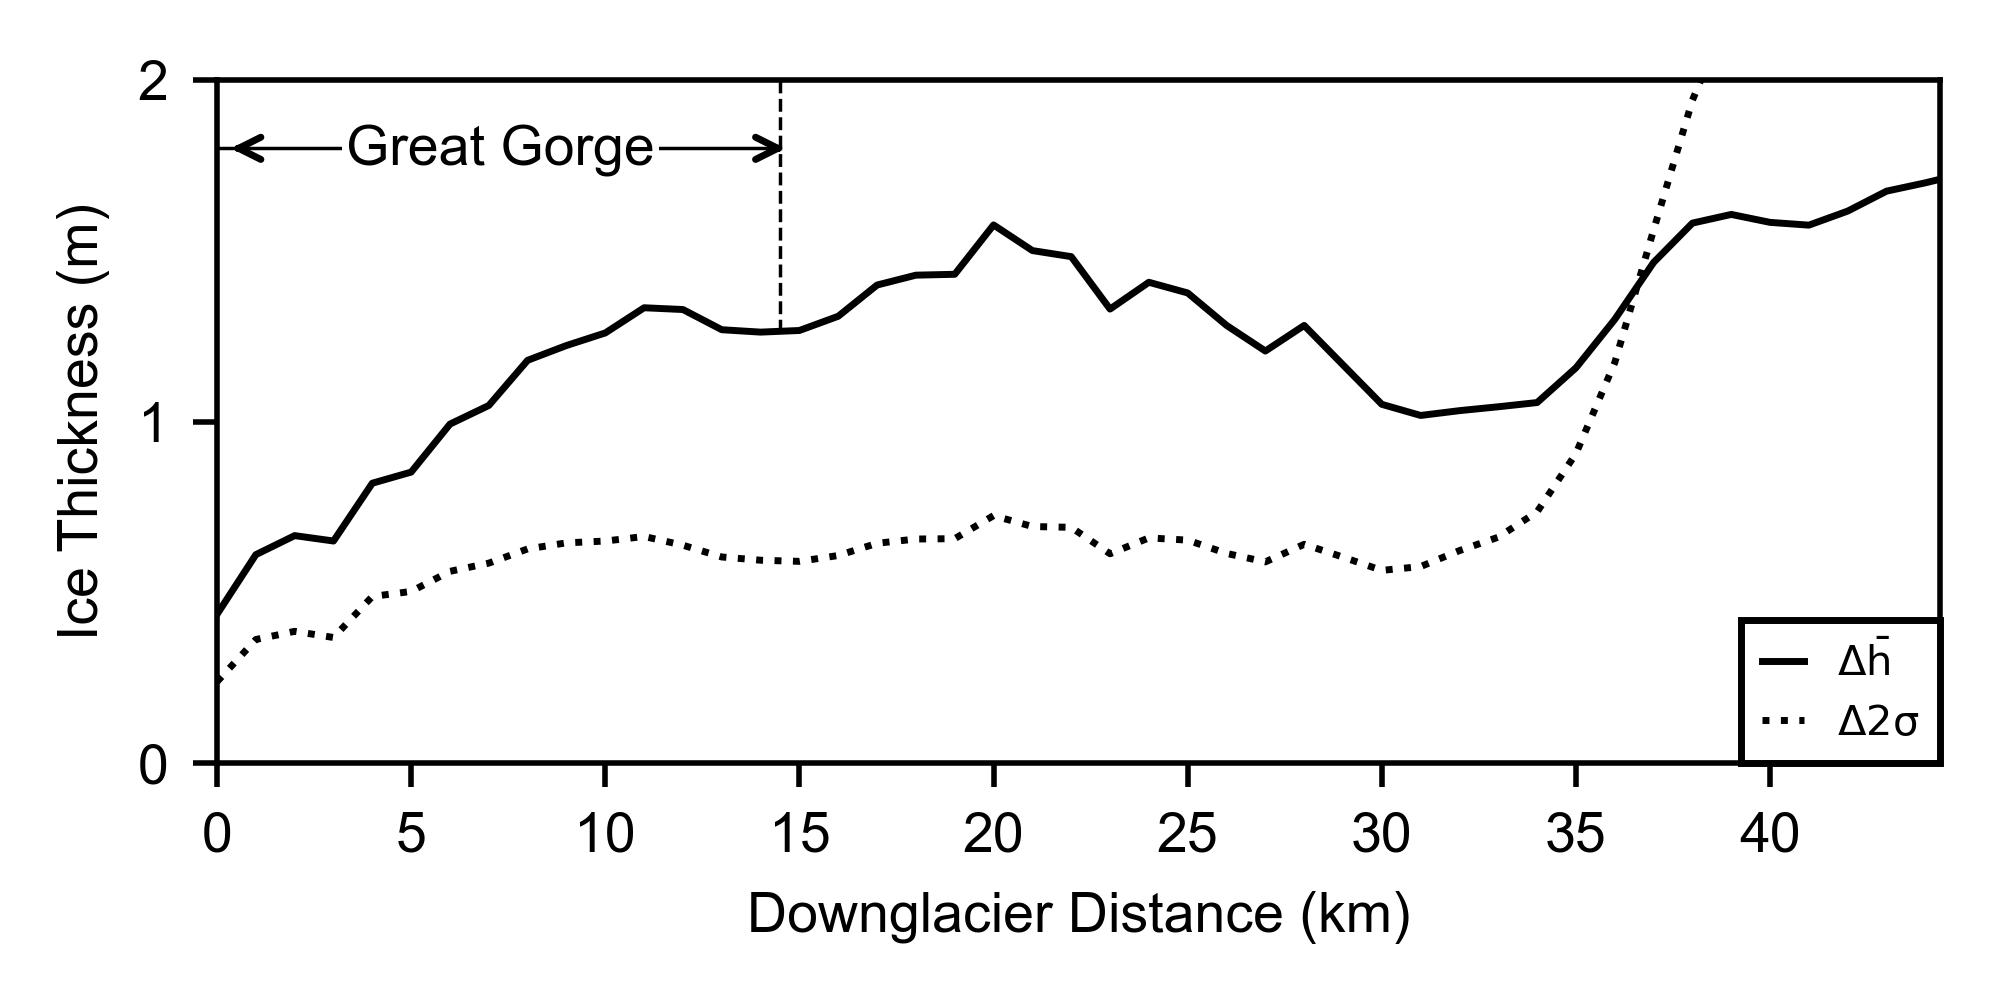 2
Great Gorge
Ice Thickness (m)
1
Δh̄
Δ2σ
0
0 5 10 15 20 25 30 35 40
Downglacier Distance (km)